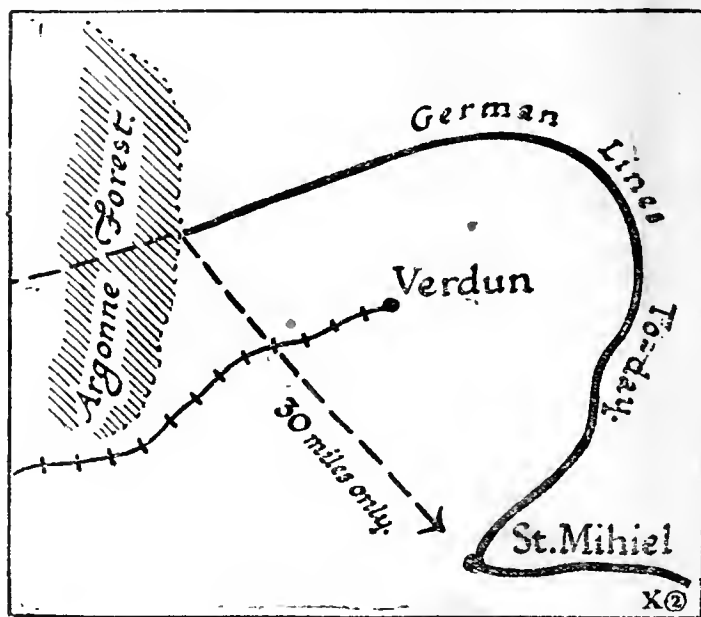 German Lines To-day.
Argonne Forest.
Verdun
30 miles only.
St. Mihiel
X②